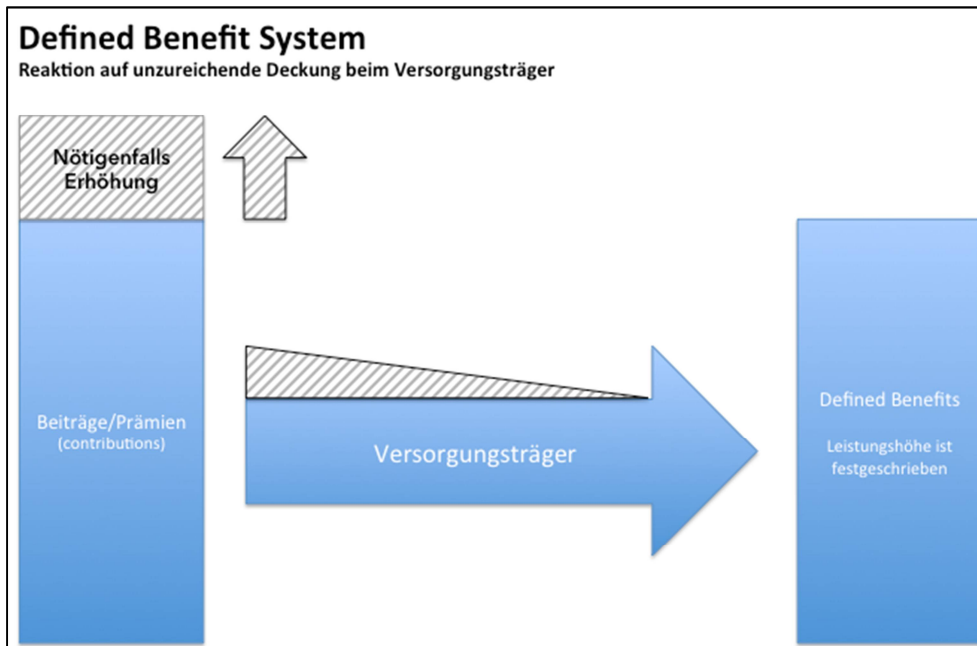 Defined Benefit System
Reaktion auf unzureichende Deckung beim Versorgungsträger
Nötigenfalls
Erhöhung
Beiträge/Prämien
(contributions)
Versorgungsträger
Defined Benefits
Leistungshöhe ist
festgeschrieben